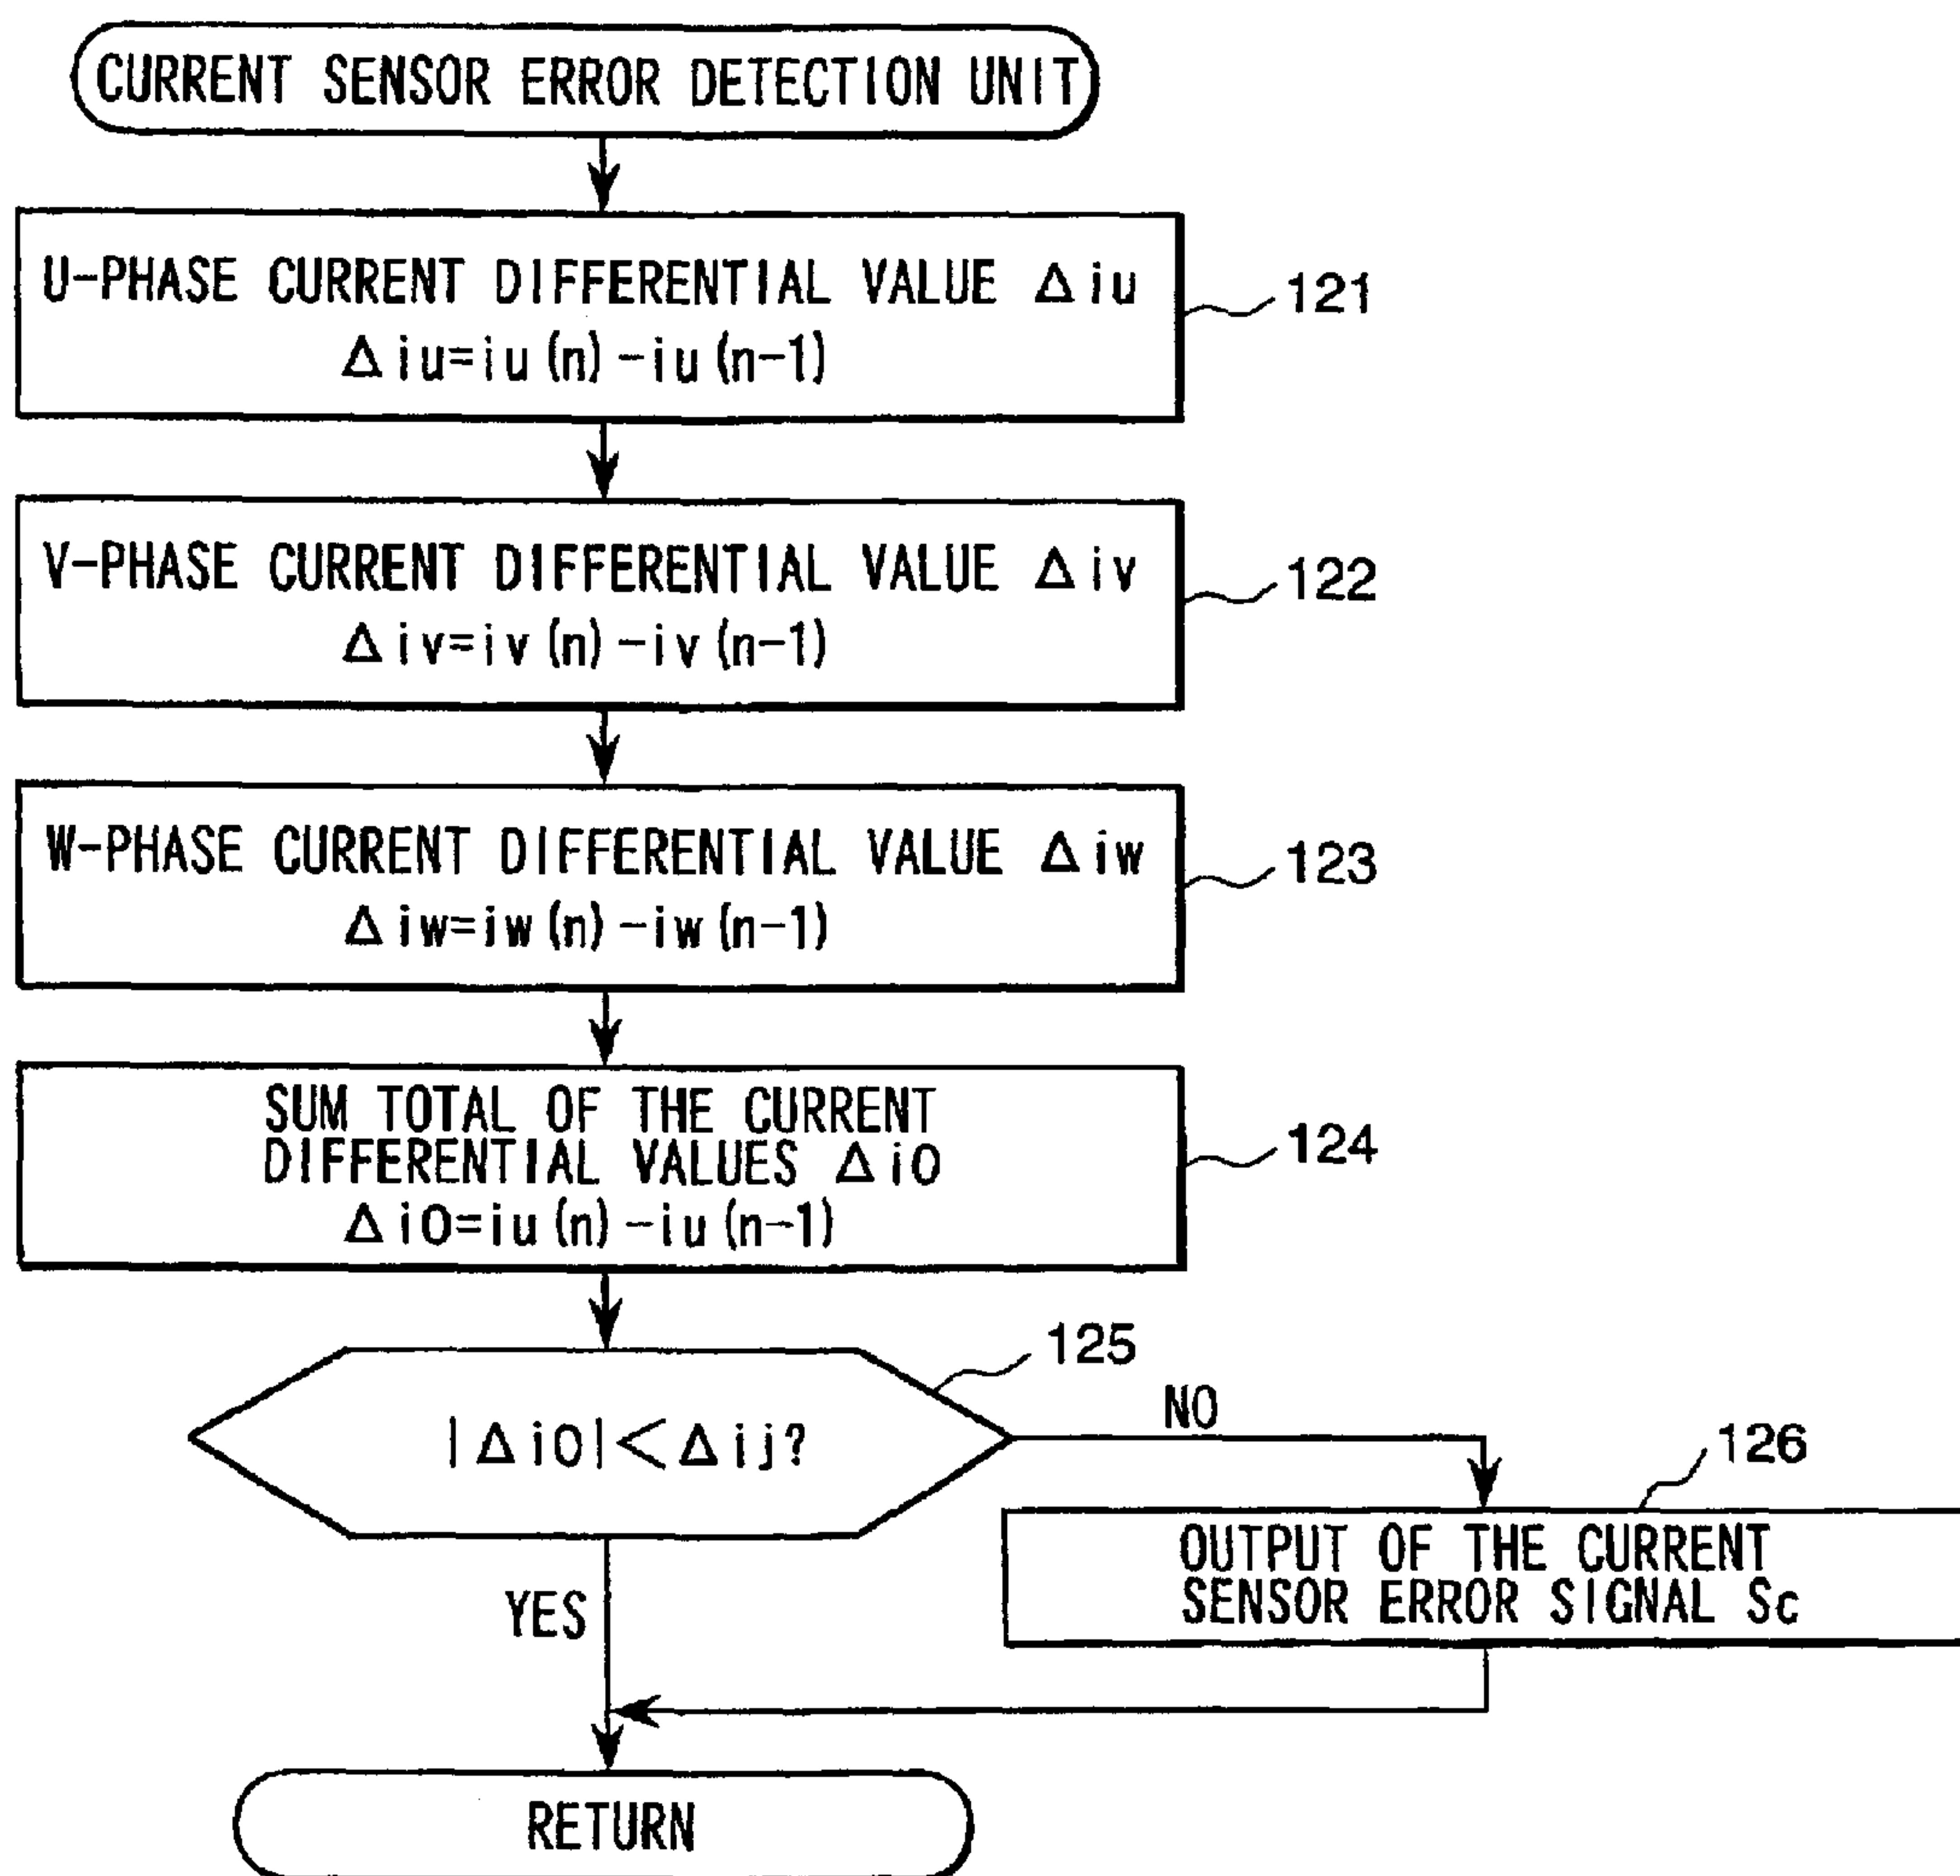 CURRENT SENSOR ERROR DETECTION UNIT
U-PHASE CURRENT DIFFERENTIAL VALUE Δiu
Δiu=iu(n)-iu(n-1)
121
V-PHASE CURRENT DIFFERENTIAL VALUE Δiv
Δiv=iv(n)-iv(n-1)
122
W-PHASE CURRENT DIFFERENTIAL VALUE Δiw
Δiw=iw(n)-iw(n-1)
123
SUM TOTAL OF THE CURRENT
DIFFERENTIAL VALUES Δi0
Δi0=iu(n)-iu(n-1)
124
125
|Δi0|<Δij?
NO
126
OUTPUT OF THE CURRENT
SENSOR ERROR SIGNAL Sc
YES
RETURN